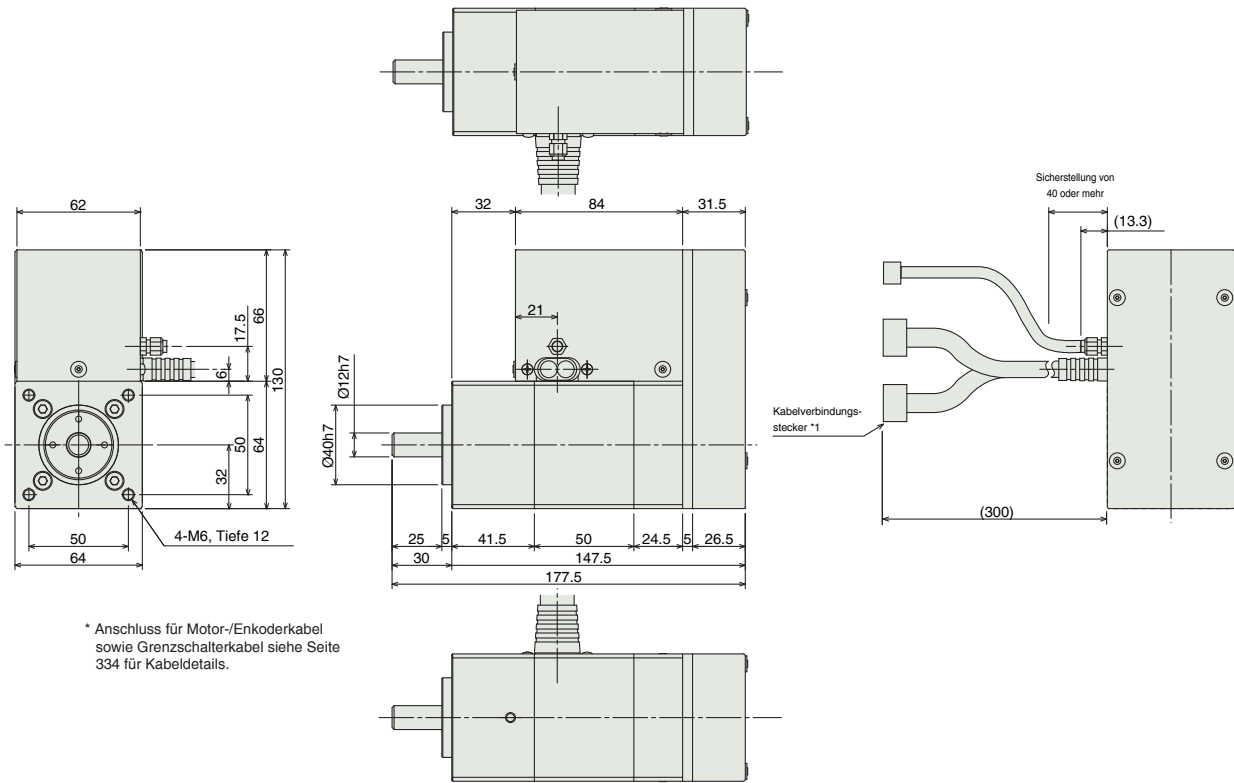 62
17.5
66
6
130
50
64
32
4-M6, Tiefe 12
50
64
32
84
31.5
21
Ø12h7
Ø40h7
25
5
41.5
50
24.5
5
26.5
30
147.5
177.5
Sicherstellung von
40 oder mehr
(13.3)
Kabelverbindungs-
stecker *1
(300)
* Anschluss für Motor-/Enkoderkabel
sowie Grenzschalterkabel siehe Seite
334 für Kabeldetails.